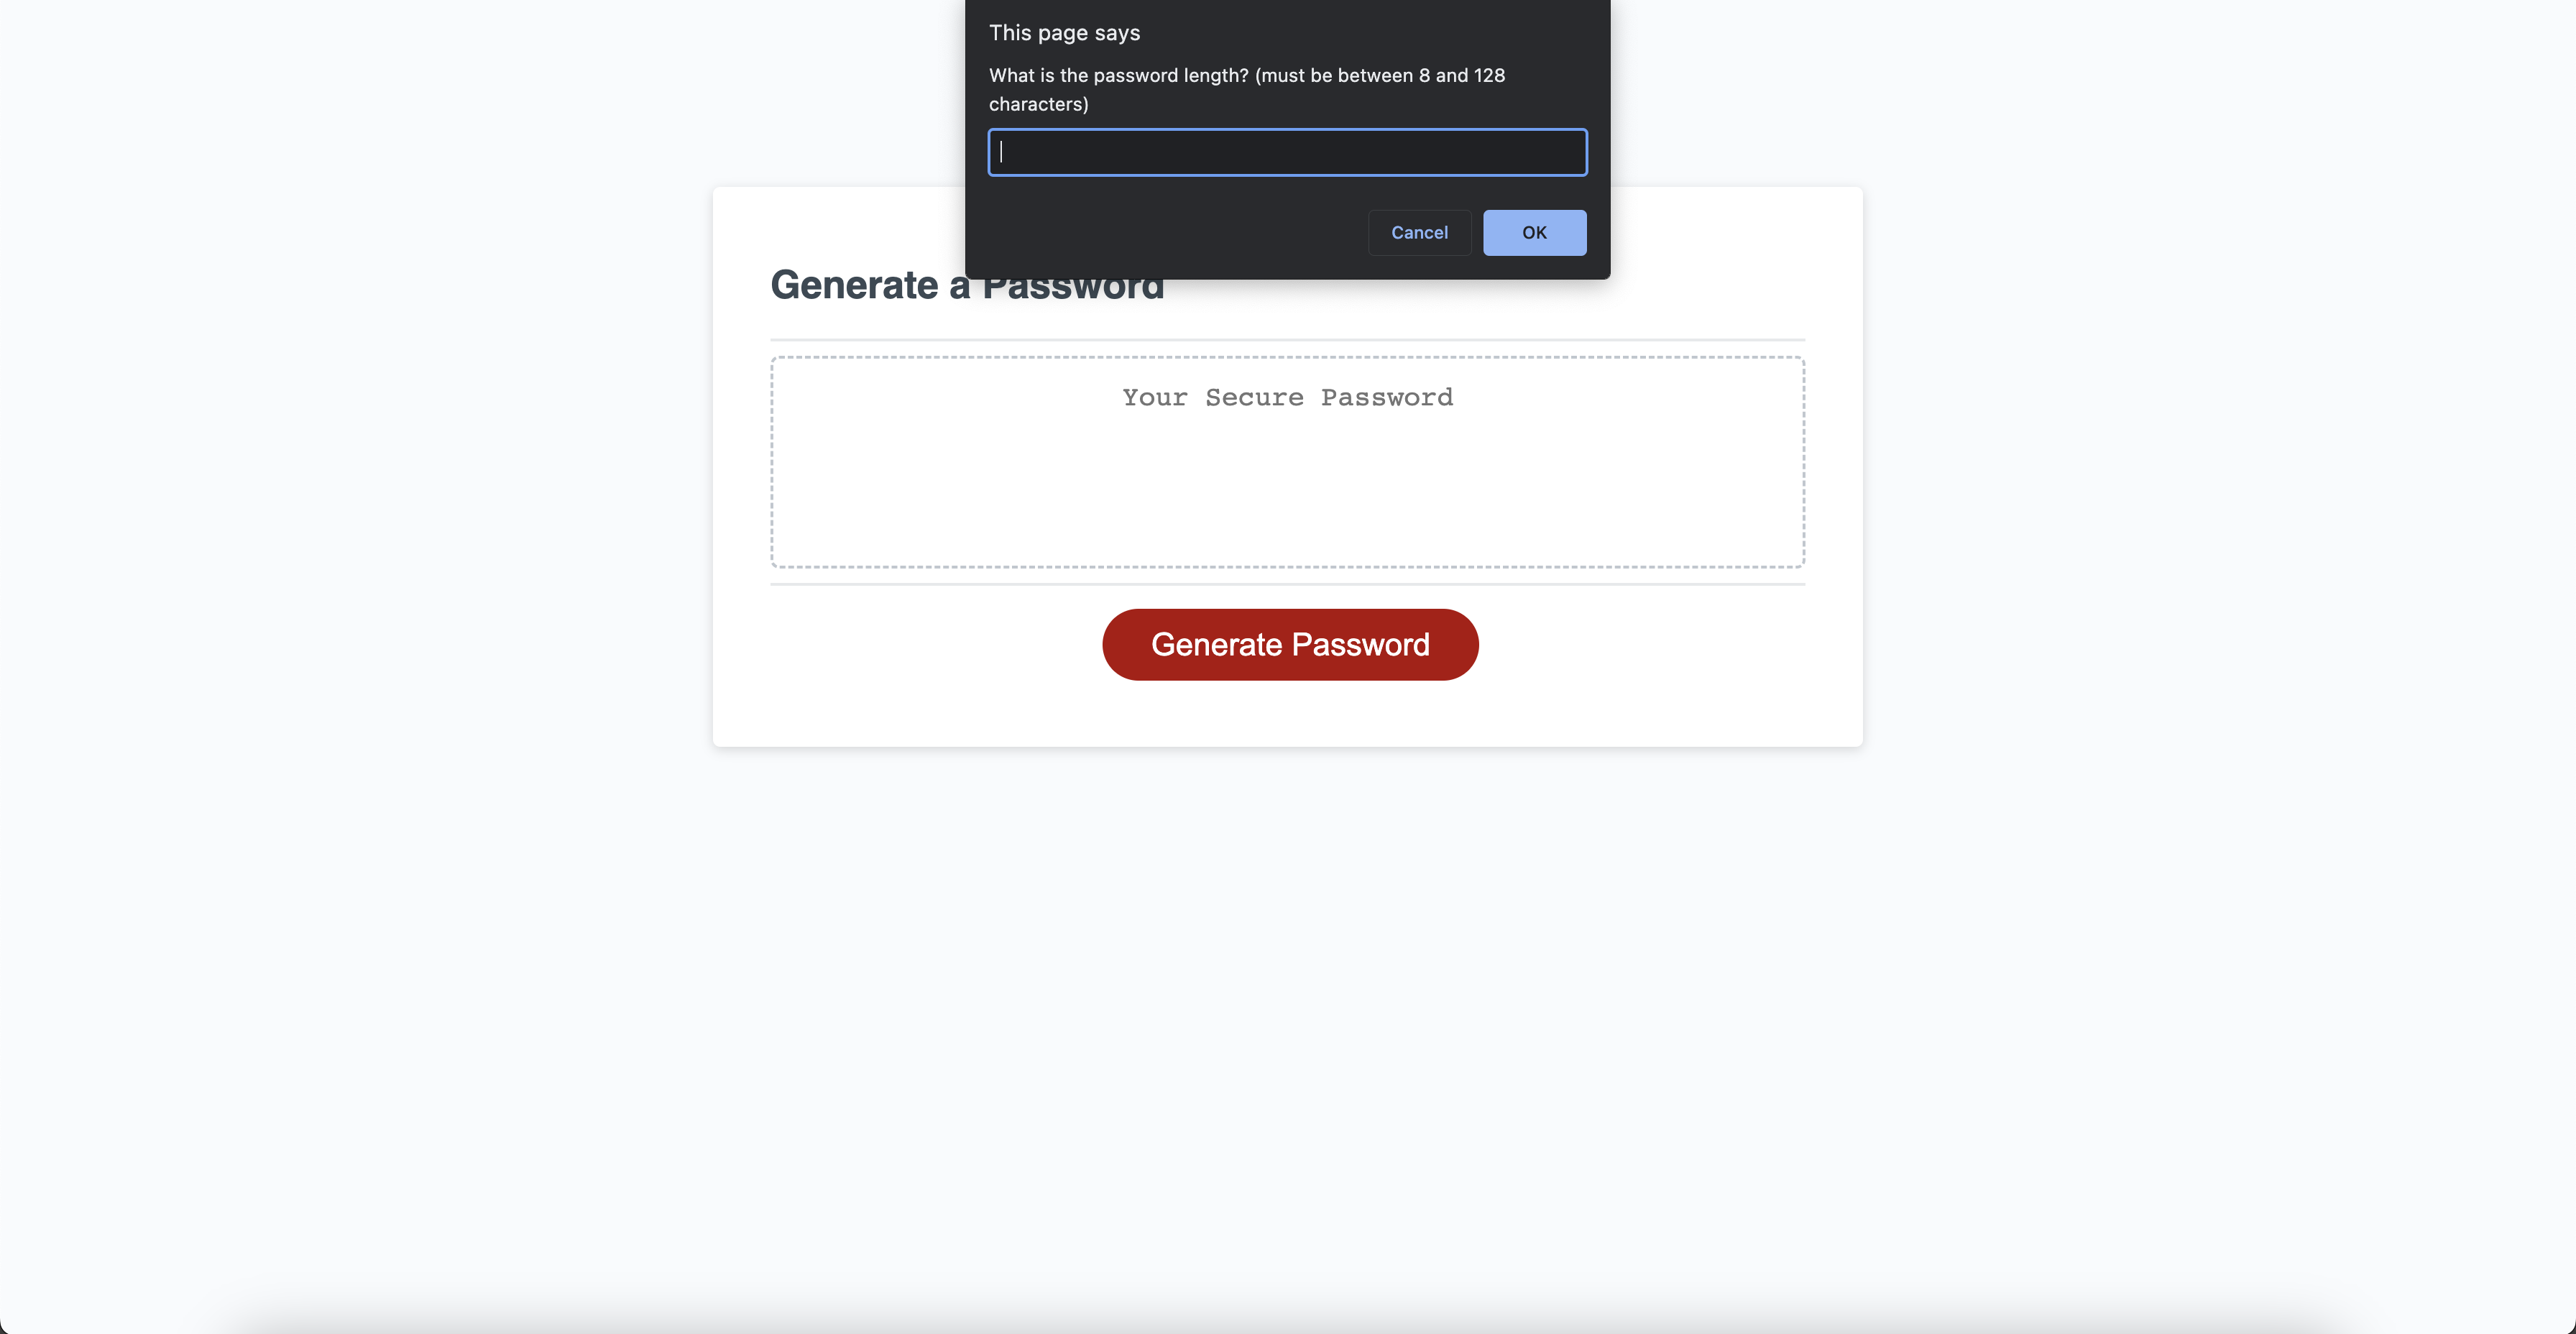 This page says
What is the password length? (must be between 8 and 128
characters)
Cancel
OK
Generate a Password
Your Secure Password
Generate Password